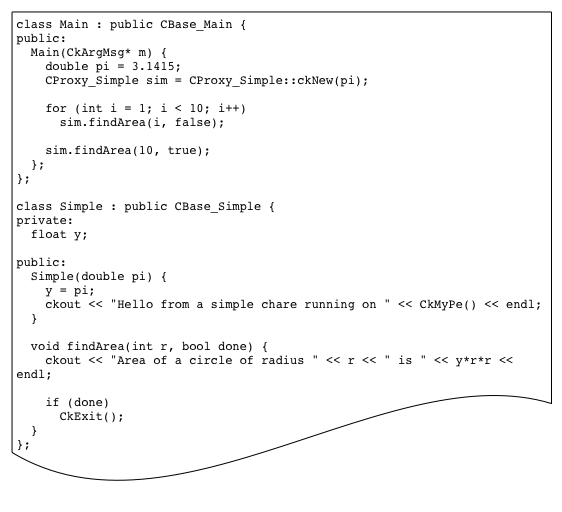 class Main : public CBase_Main {
public:
  Main(CkArgMsg* m) {
    double pi = 3.1415;
    CProxy_Simple sim = CProxy_Simple::ckNew(pi);

    for (int i = 1; i < 10; i++)
      sim.findArea(i, false);

    sim.findArea(10, true);
  };
};

class Simple : public CBase_Simple {
private:
  float y;

public:
  Simple(double pi) {
    y = pi;
    ckout << "Hello from a simple chare running on " << CkMyPe() << endl;
  }

  void findArea(int r, bool done) {
    ckout << "Area of a circle of radius " << r << " is " << y*r*r <<
endl;

    if (done)
      CkExit();
  }
};